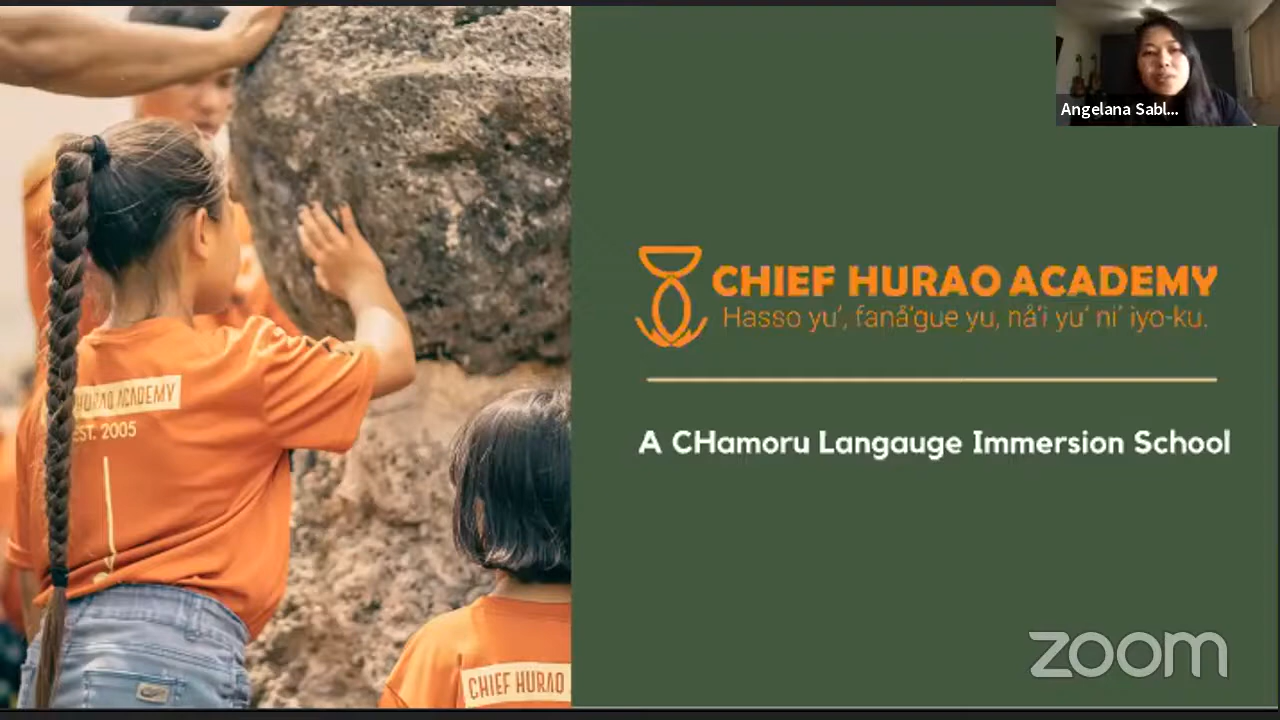 Angelana Sabl...
CHIEF HURAO ACADEMY
Hasso yu’, fanå’gue yu, nå’i yu’ ni’ iyo-ku.
A CHamoru Langauge Immersion School
HURAO ACADEMY
EST. 2005
CHIEF HURAO
zoom